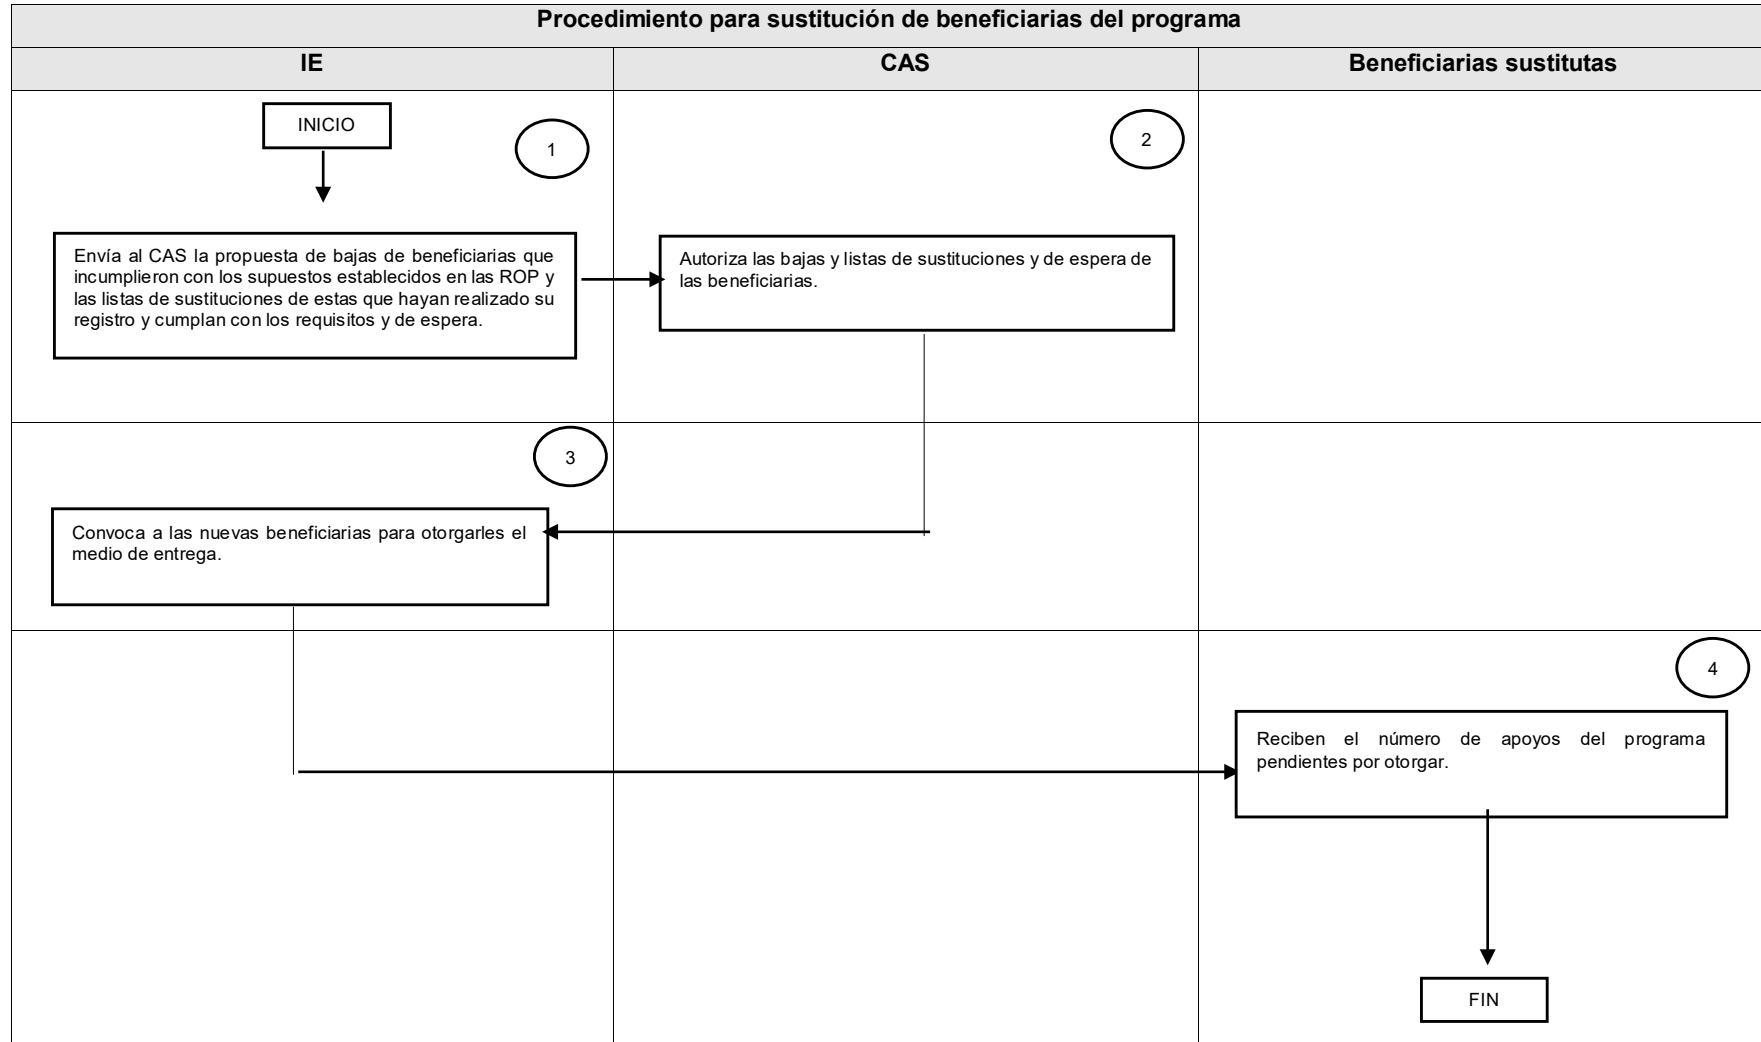 Procedimiento para sustitución de beneficiarias del programa
IE
CAS
Beneficiarias sustitutas
INICIO
1
2
Envía al CAS la propuesta de bajas de beneficiarias que
incumplieron con los supuestos establecidos en las ROP y
las listas de sustituciones de estas que hayan realizado su
registro y cumplan con los requisitos y de espera.
Autoriza las bajas y listas de sustituciones y de espera de
las beneficiarias.
3
Convoca a las nuevas beneficiarias para otorgarles el
medio de entrega.
4
Reciben el número de apoyos del programa
pendientes por otorgar.
FIN